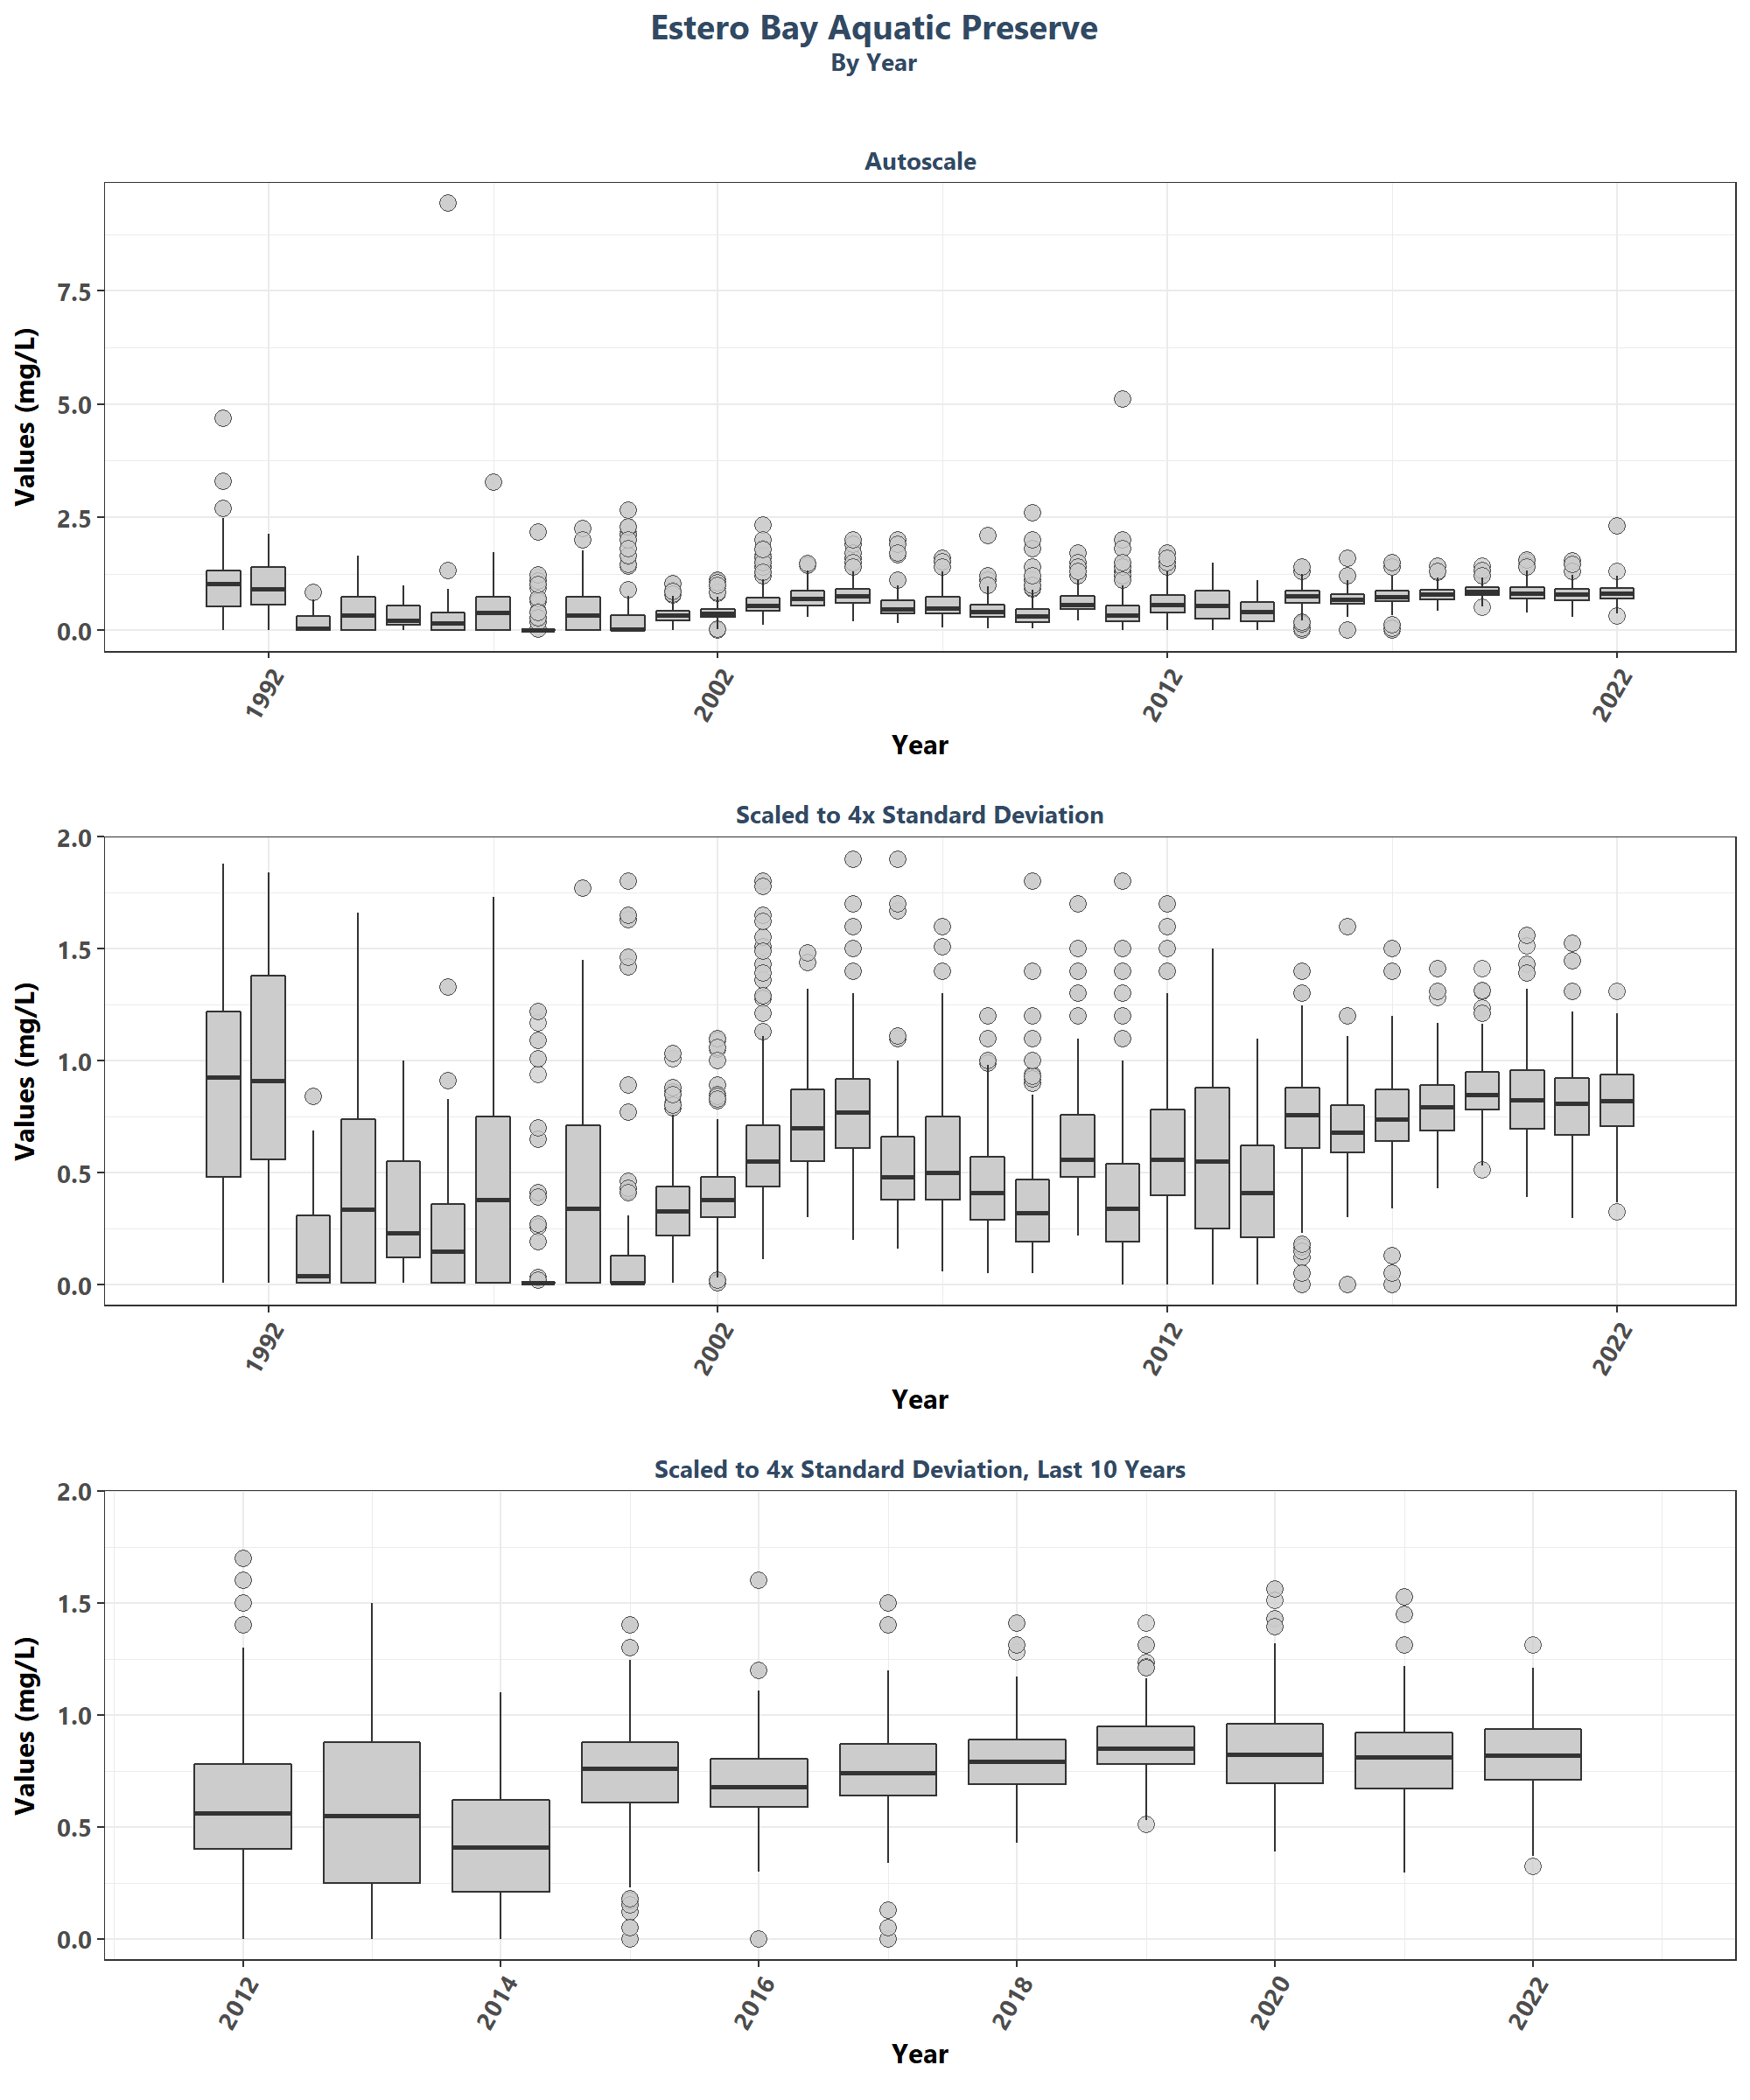 Estero Bay Aquatic Preserve
By Year
Autoscale
Values (mg/L)
7.5
5.0
2.5
0.0
1992
2002
2012
2022
Year
Scaled to 4x Standard Deviation
Values (mg/L)
2.0
1.5
1.0
0.5
0.0
1992
2002
2012
2022
Year
Scaled to 4x Standard Deviation, Last 10 Years
Values (mg/L)
2.0
1.5
1.0
0.5
0.0
2012
2014
2016
2018
2020
2022
Year